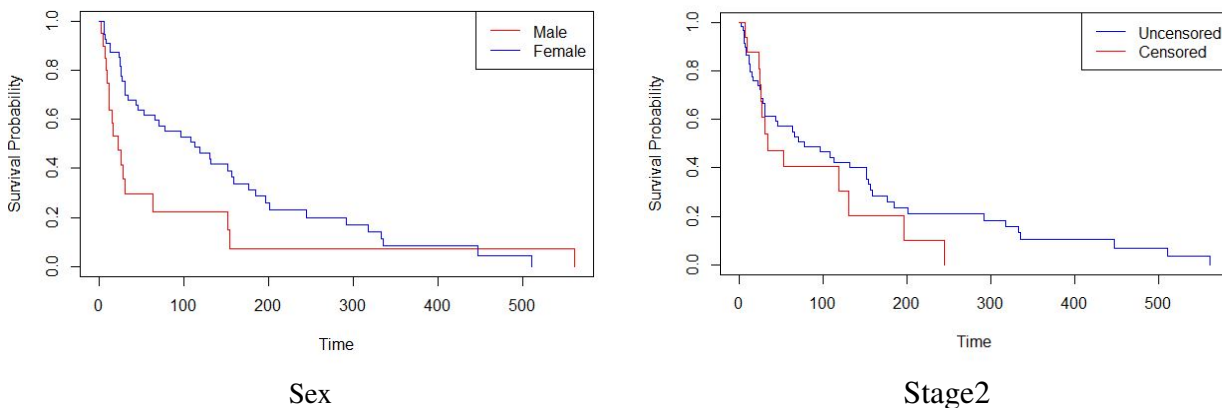 1.0
0.8
0.6
0.4
0.2
0.0
Survival Probability
Male
Female
0 100 200 300 400 500
Time
Sex
1.0
0.8
0.6
0.4
0.2
0.0
Survival Probability
Uncensored
Censored
0 100 200 300 400 500
Time
Stage2